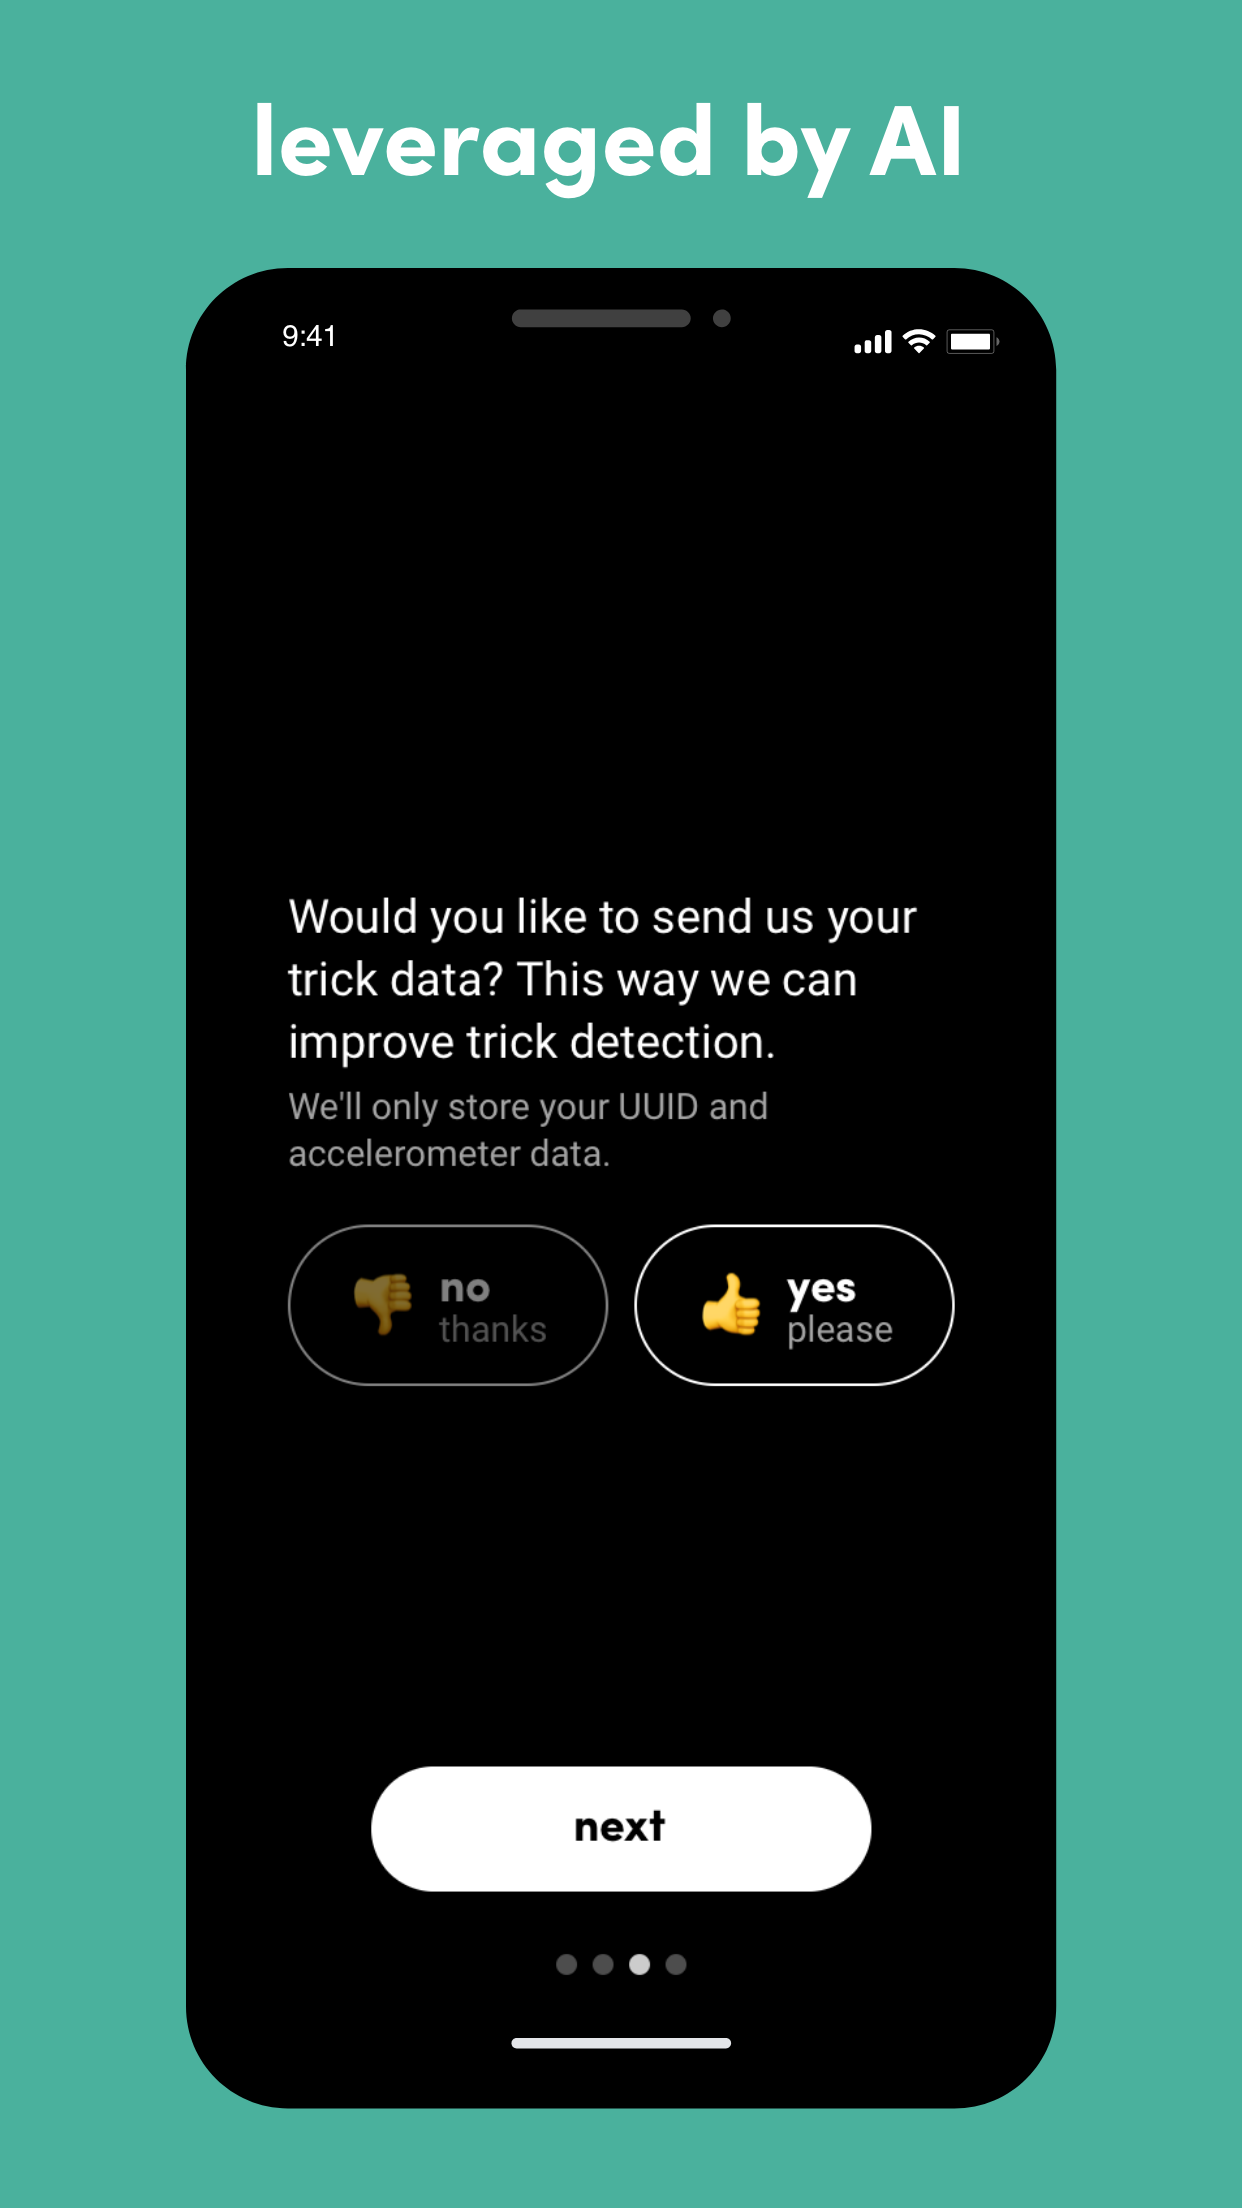 leveraged by AI
9:41
Would you like to send us your
trick data? This way we can
improve trick detection.
We'll only store your UUID and
accelerometer data.
no
thanks
yes
please
next